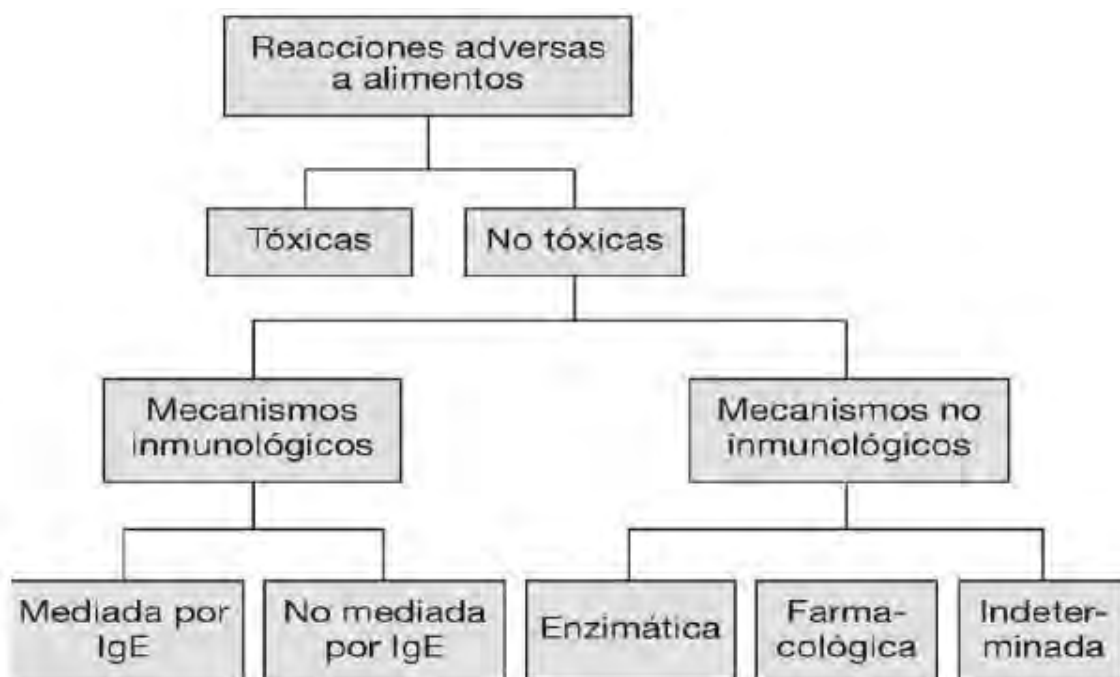 Reacciones adversas
a alimentos
Tóxicas
No tóxicas
Mecanismos
inmunológicos
Mecanismos no
inmunológicos
Mediada por
IgE
No mediada
por IgE
Enzimática
Farma-
cológica
Indeter-
minada